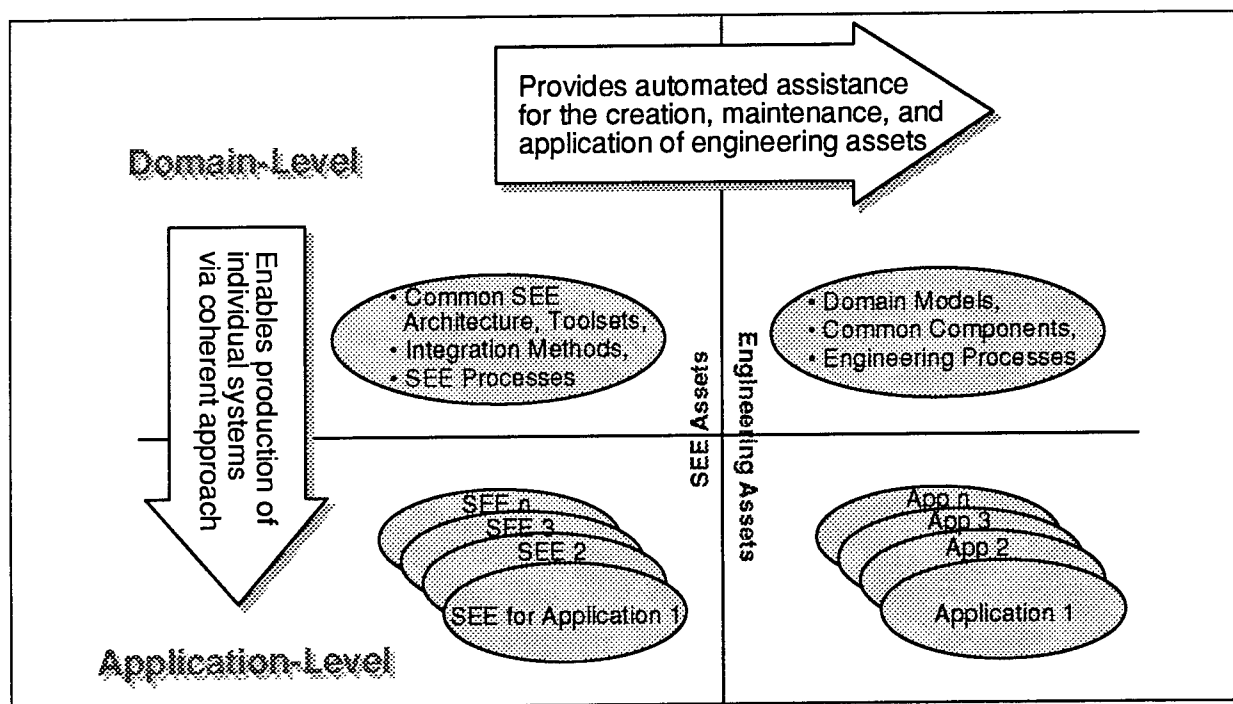 Provides automated assistance
for the creation, maintenance, and
application of engineering assets
Domain-Level
Enables production of
individual systems
via coherent approach
• Common SEE
Architecture, Toolsets,
• Integration Methods,
• SEE Processes
• Domain Models,
• Common Components,
• Engineering Processes
SEE Assets
Engineering Assets
SEE n
SEE 3
SEE 2
SEE for Application 1
App n
App 3
App 2
Application 1
Application-Level